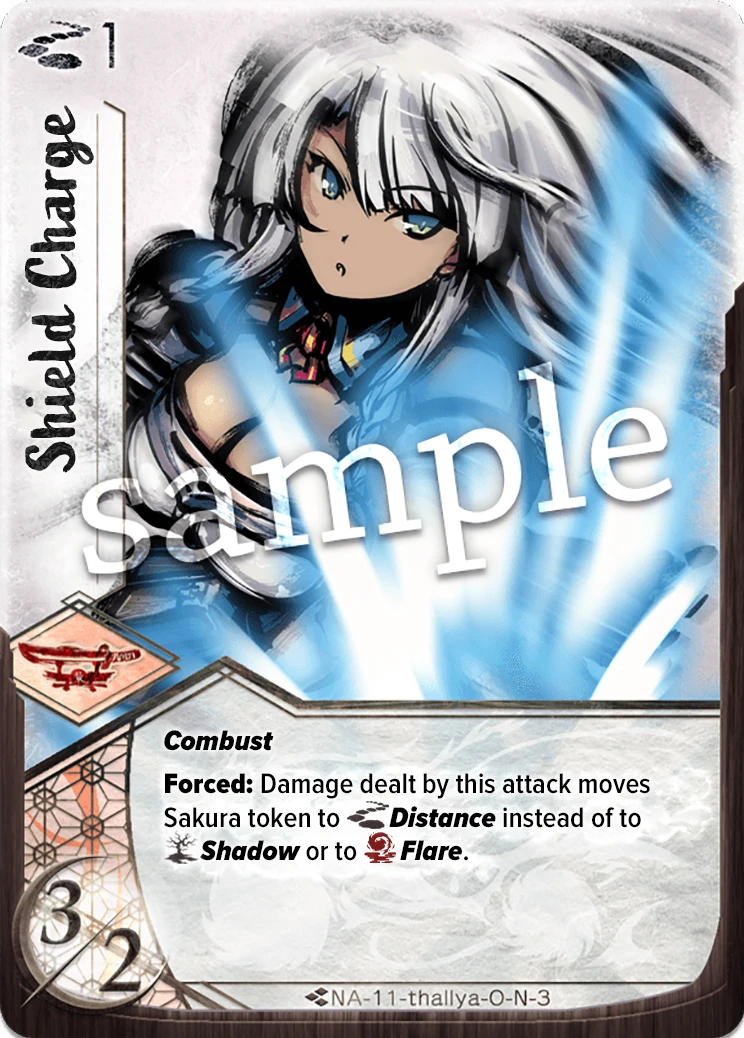 1
Shield Charge
sample
Combust
Forced: Damage dealt by this attack moves
Sakura token to Distance instead of to
Shadow or to Flare.
3/2
NA-11-thallya-O-N-3